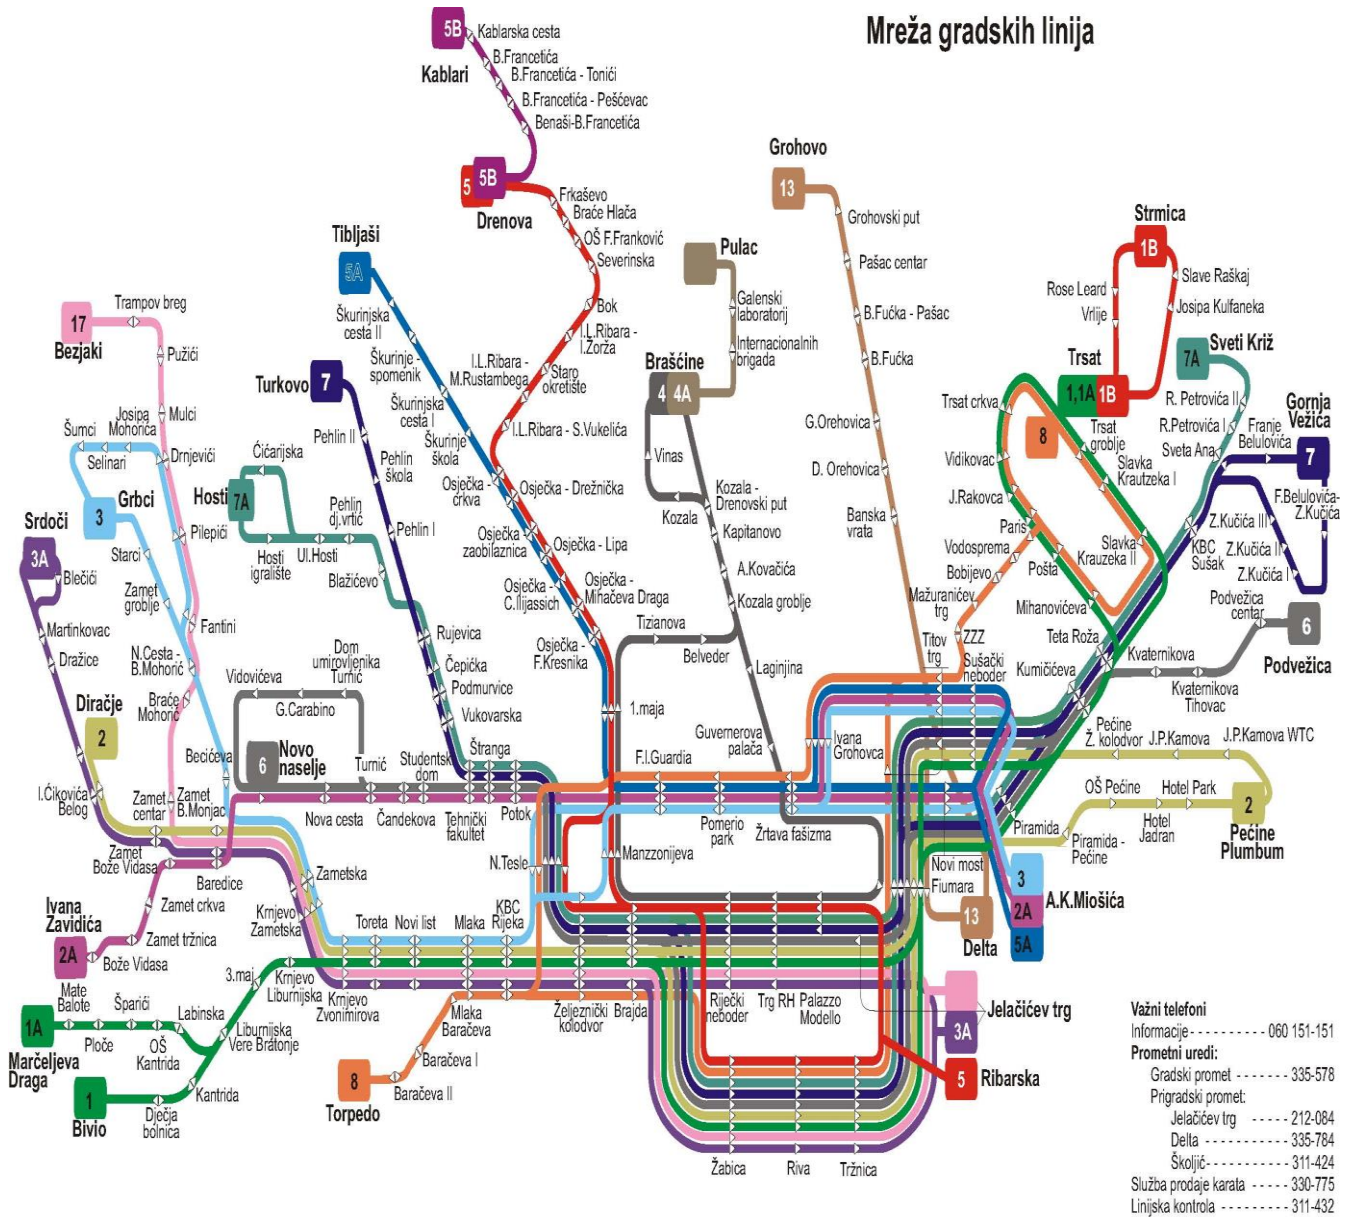 Mreža gradskih linija
5B
Kablari
Kablarska cesta
B.Francetića
B.Francetića - Tonići
B.Francetića - Pešćevac
Benaši-B.Francetića
5
5B
Drenova
Frkaševo
Braće Hlača
OŠ F.Franković
Severinska
Bok
I.L.Ribara -
I.Žorža
I.L.Ribara -
M.Rustambega
Staro
okretište
I.L.Ribara - S.Vukelića
Osječka - Drežnička
Osječka - Lipa
Osječka -
Mihačeva Draga
Tibljaši
5A
Škurinjska
cesta II
Škurinje -
spomenik
Škurinjska
cesta I
Škurinje
škola
Osječka -
crkva
Osječka
zaobilaznica
Osječka -
C.Ilijassich
Osječka -
F.Kresnika
Grohovo
13
Grohovski put
Pašac centar
B.Fućka - Pašac
B.Fućka
G.Orehovica
D. Orehovica
Banska
vrata
Pulac
Galenski
laboratorij
Internacionalnih
brigada
Brašćine
4
4A
Vinas
Kozala
Kozala -
Drenovski put
Kapitanovo
A.Kovačića
Kozala groblje
Tizianova
Belveder
Laginjina
Guvernerova
palača
1.maja
Strmica
1B
Rose Leard
Vrlije
Slave Raškaj
Josipa Kulfaneka
Trsat
1,1A
1B
Trsat crkva
8
Trsat
groblje
Slavka
Krautzeka I
Vidikovac
J.Rakovca
Paris
Vodosprema
Bobijevo
Pošta
Slavka
Krauzeka II
Mažuranićev
trg
Mihanovićeva
ZZZ
Titov
trg
Sušački
neboder
Teta Roža
Kumičićeva
Sveti Križ
7A
R. Petrovića II
R.Petrovića I
Sveta Ana
Franje
Belulovića
Gornja
Vežica
7
F.Belulovića-
Z.Kučića
Z.Kučića III
Z.Kučića II
Z.Kučića I
KBC
Sušak
Podvežica
centar
6
Podvežica
Kvaternikova
Kvaternikova
Tihovac
Pećine
Ž. kolodvor
J.P.Kamova
J.P.Kamova WTC
OŠ Pećine
Hotel Park
Hotel
Jadran
2
Pećine
Plumbum
Piramida
Piramida -
Pećine
17
Bezjaki
Trampov breg
Pužići
Mulci
Josipa
Mohorića
Šumci
Selinari
Drnjevići
Pilepići
3
Grbci
Starci
Zamet
groblje
Fantini
N.Cesta -
B.Mohorić
Braće
Mohorić
Srdoči
3A
Blečići
Martinkovac
Dražice
Diračje
2
I.Ćikovića
Belog
Zamet
centar
Zamet
B.Monjac
Becićeva
Turkovo
7
Pehlin II
Pehlin
škola
Pehlin I
Ćićarijska
Hosti
7A
Hosti
igralište
Ul.Hosti
Pehlin
dj.vrtić
Blažićevo
Rujevica
Čepićka
Podmurvice
Vukovarska
Vidovićeva
G.Carabino
Dom
umirovljenika
Turnić
6
Novo
naselje
Turnić
Studentski
dom
Štranga
Nova cesta
Čandekova
Tehnički
fakultet
Potok
F.I.Guardia
Pomerio
park
Žrtava fašizma
Ivana
Grohovca
N.Tesle
Manzzonijeva
Zamet
Bože Vidasa
Baredice
Zametska
Krnjevo
Zametska
Ivana
Zavidića
2A
Bože Vidasa
Zamet tržnica
Zamet crkva
Toreta
Novi list
Mlaka
KBC
Rijeka
3.maj
Krnjevo
Liburnijska
Krnjevo
Zvonimirova
Mlaka
Baračeva
Željeznički
kolodvor
Brajda
Riječki
neboder
Trg RH
Palazzo
Modello
Novi most
Fiumara
13
Delta
3
2A
5A
A.K.Miošića
Jelačićev trg
3A
5
Ribarska
Mate
Balote
1A
Marčeljeva
Draga
Ploče
Šparići
OŠ
Kantrida
Labinska
Liburnijska
Vere Bratonje
Kantrida
1
Bivio
Dječja
bolnica
8
Torpedo
Baračeva I
Baračeva II
Žabica
Riva
Tržnica
Važni telefoni
Informacije - - - - - - - - - - 060 151-151
Prometni uredi:
Gradski promet - - - - - - - 335-578
Prigradski promet:
Jelačićev trg - - - - - 212-084
Delta - - - - - - - - - - - 335-784
Školjić - - - - - - - - - - 311-424
Služba prodaje karata - - - - - 330-775
Linijska kontrola - - - - - - - - - 311-432